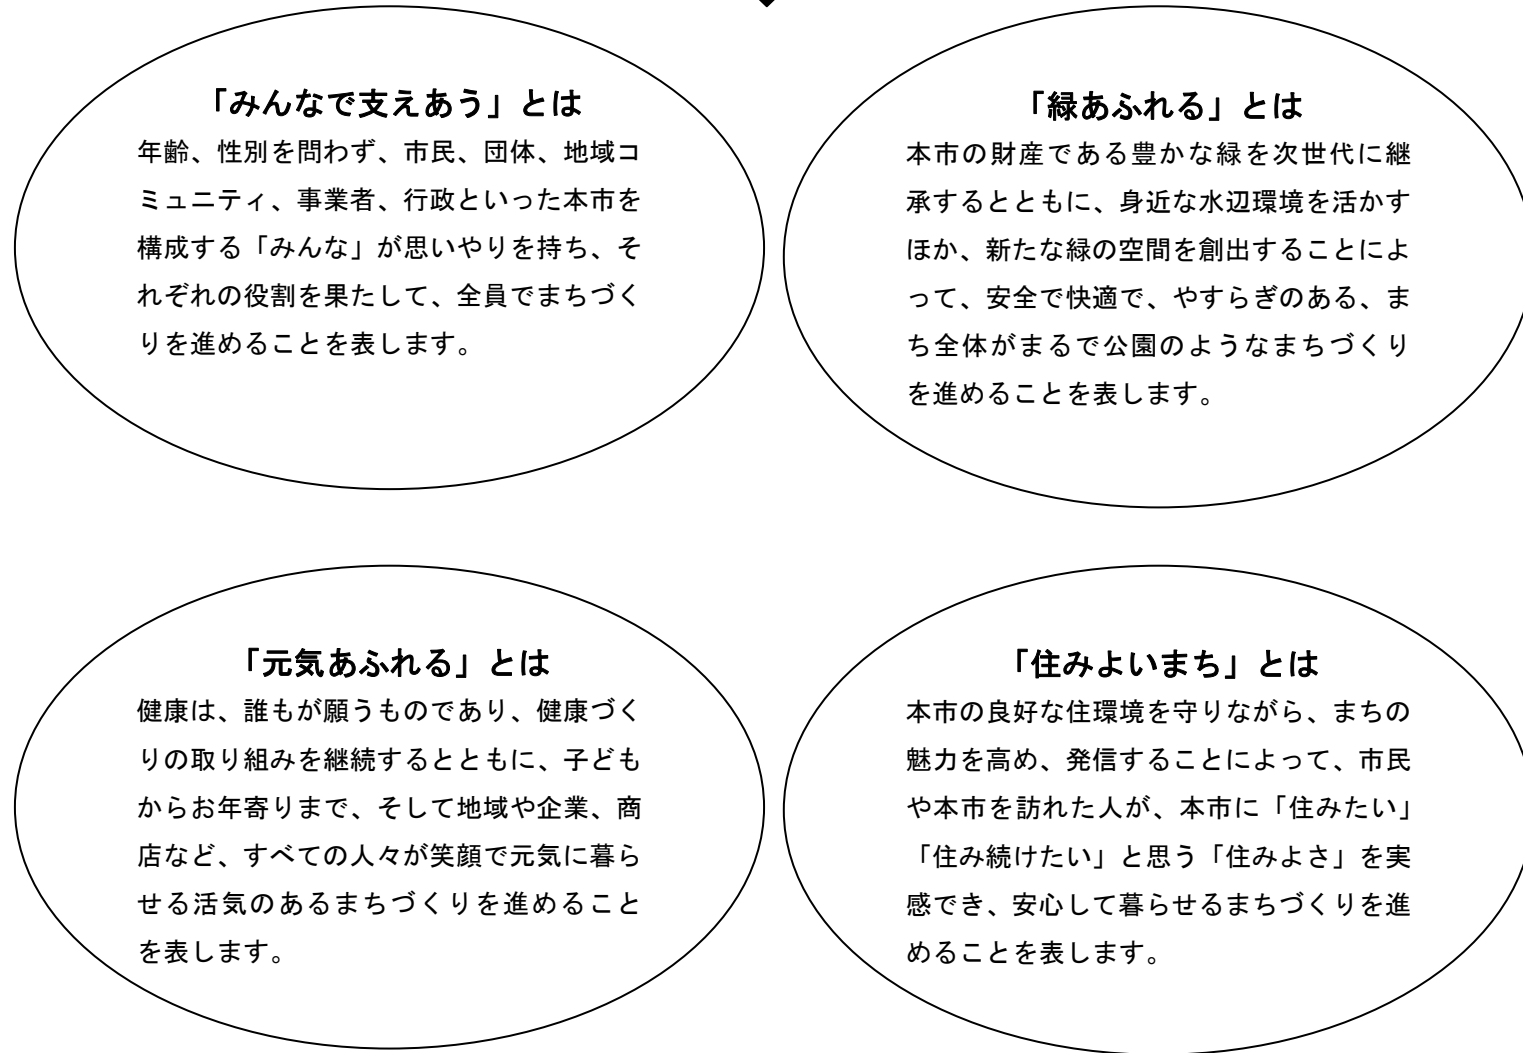 「みんなで支えあう」とは
年齢、性別を問わず、市民、団体、地域コ
ミュニティ、事業者、行政といった本市を
構成する「みんな」が思いやりを持ち、そ
れぞれの役割を果たして、全員でまちづく
りを進めることを表します。
「緑あふれる」とは
本市の財産である豊かな緑を次世代に継
承するとともに、身近な水辺環境を活かす
ほか、新たな緑の空間を創出することによ
って、安全で快適で、やすらぎのある、ま
ち全体がまるで公園のようなまちづくり
を進めることを表します。
「元気あふれる」とは
健康は、誰もが願うものであり、健康づく
りの取り組みを継続するとともに、子ども
からお年寄りまで、そして地域や企業、商
店など、すべての人々が笑顔で元気に暮ら
せる活気のあるまちづくりを進めること
を表します。
「住みよいまち」とは
本市の良好な住環境を守りながら、まちの
魅力を高め、発信することによって、市民
や本市を訪れた人が、本市に「住みたい」
「住み続けたい」と思う「住みよさ」を実
感でき、安心して暮らせるまちづくりを進
めることを表します。